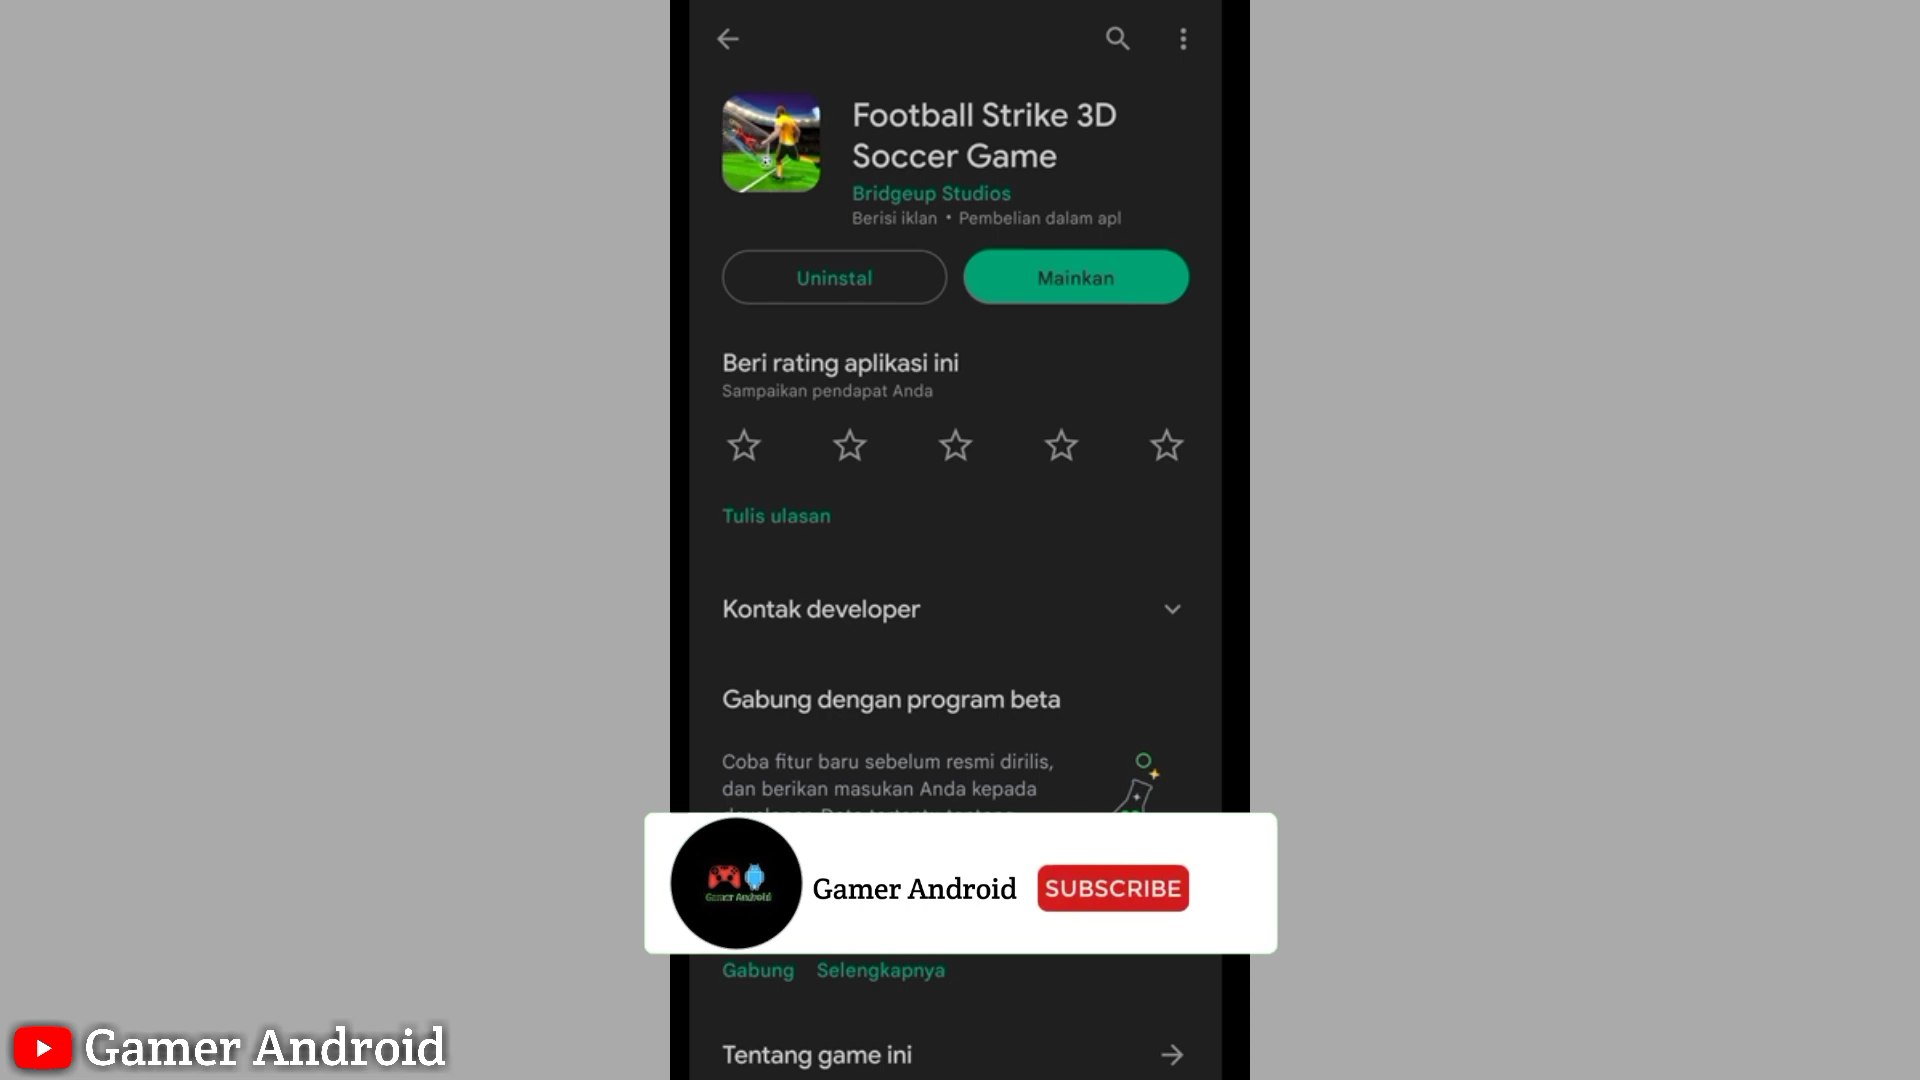 Football Strike 3D
Soccer Game
Bridgeup Studios
Berisi iklan • Pembelian dalam apl
Uninstal
Mainkan
Beri rating aplikasi ini
Sampaikan pendapat Anda
Tulis ulasan
Kontak developer
Gabung dengan program beta
Coba fitur baru sebelum resmi dirilis,
dan berikan masukan Anda kepada
Gamer Android
Gamer Android
SUBSCRIBE
Gabung
Selengkapnya
Gamer Android
Tentang game ini